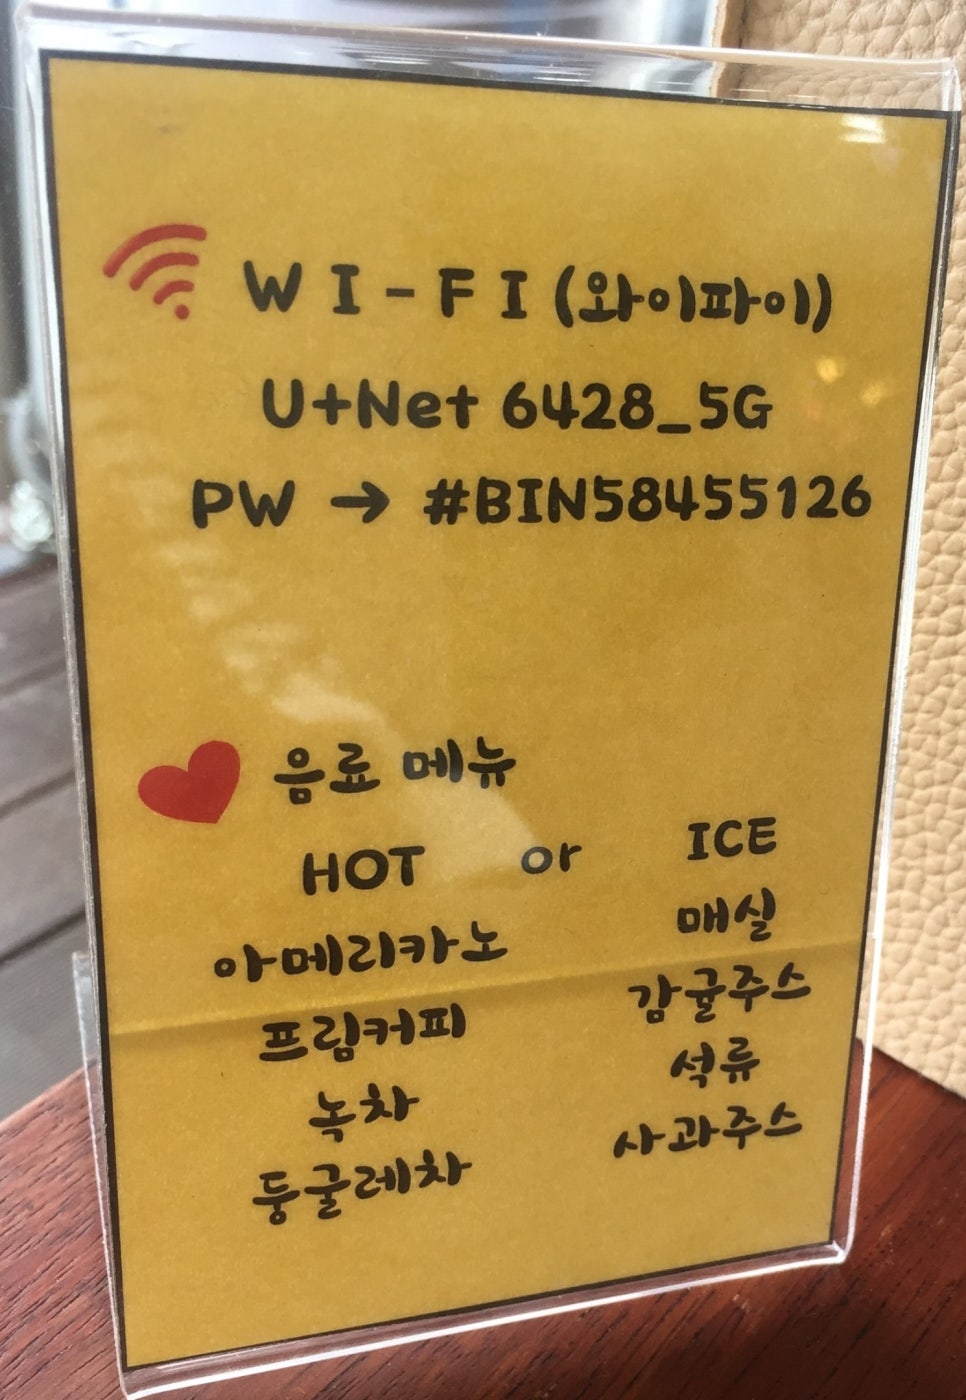 WI-FI (와이파이)
U+Net 6428_5G
PW → #BIN58455126
음료 메뉴
HOT or ICE
아메리카노 매실
프림커피 감귤주스
녹차 석류
둥굴레차 사과주스